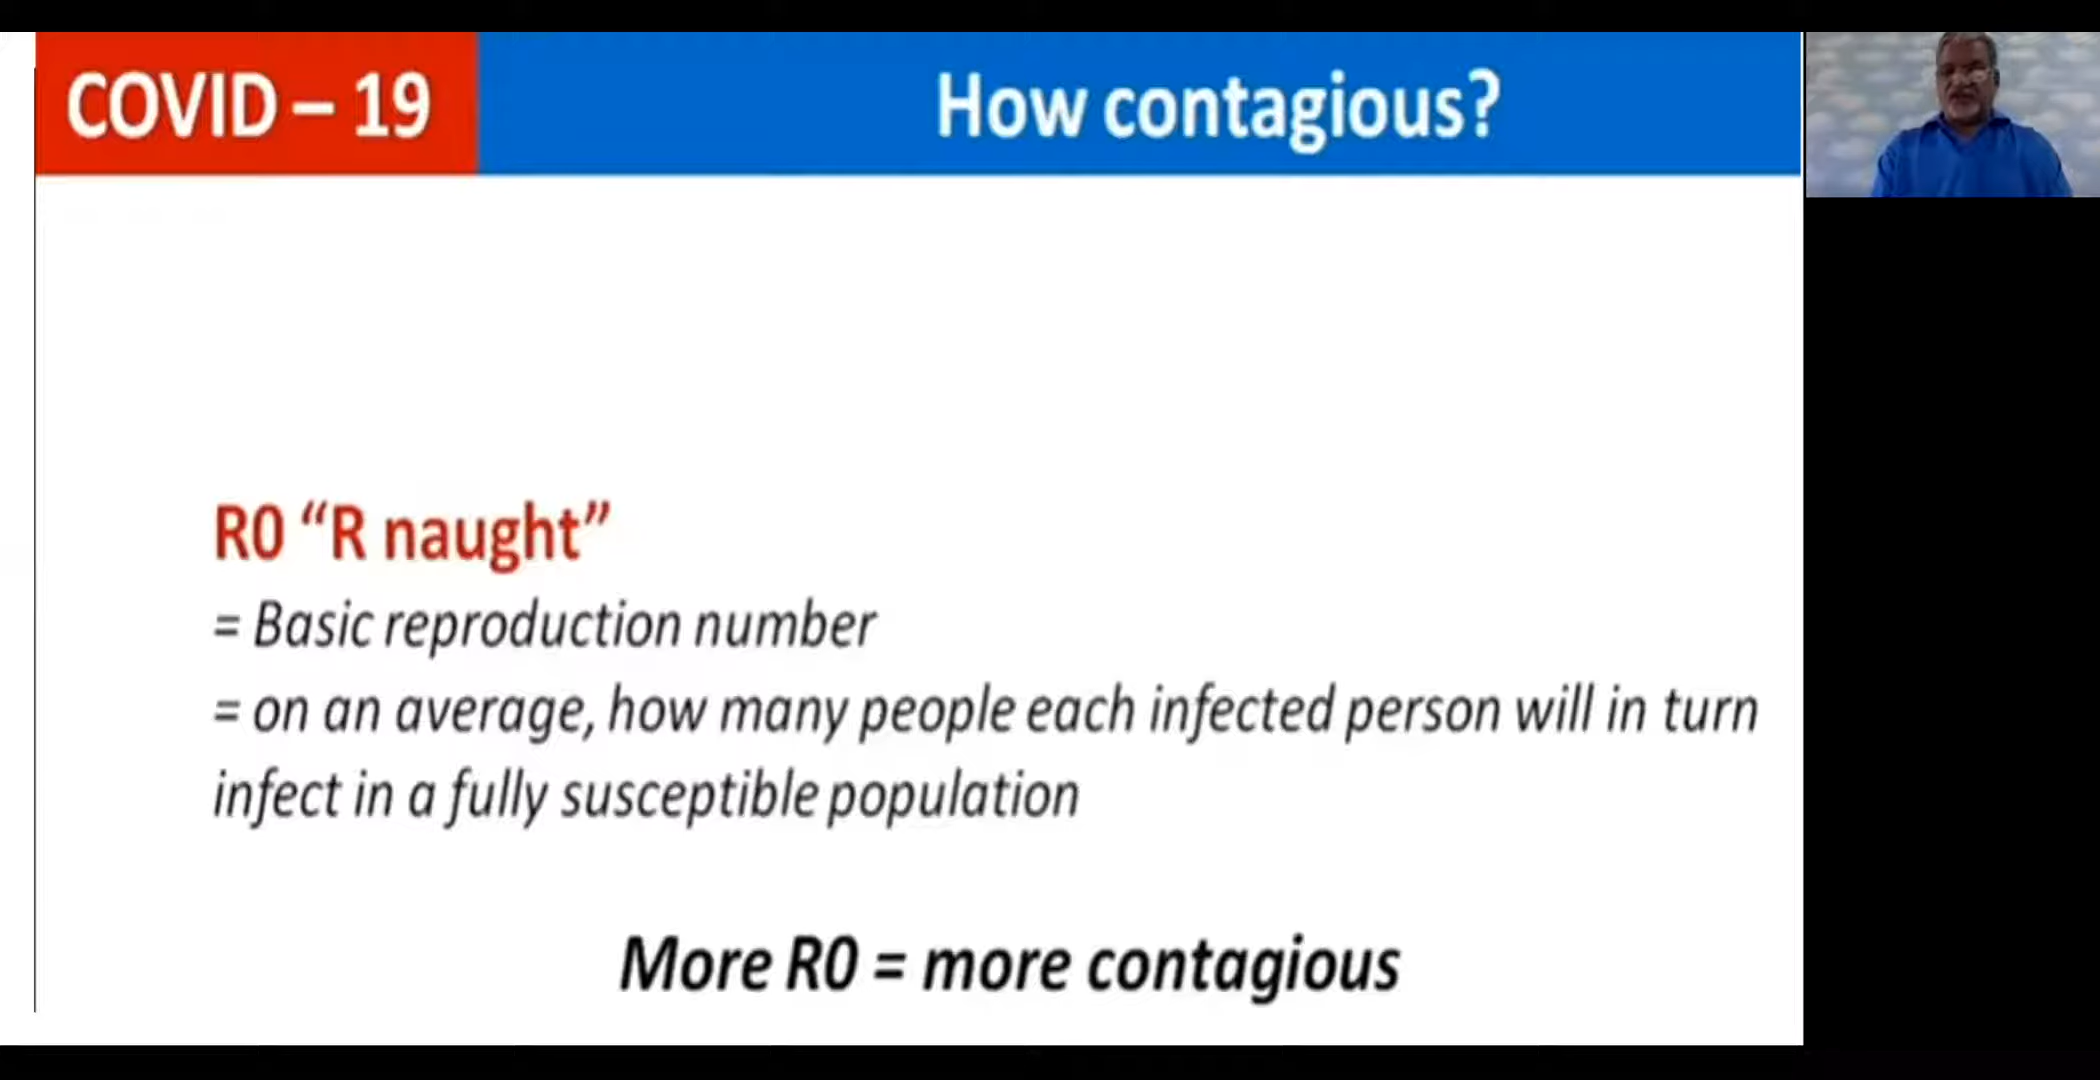 COVID – 19
How contagious?
R0 “R naught”
= Basic reproduction number
= on an average, how many people each infected person will in turn
infect in a fully susceptible population
More R0 = more contagious